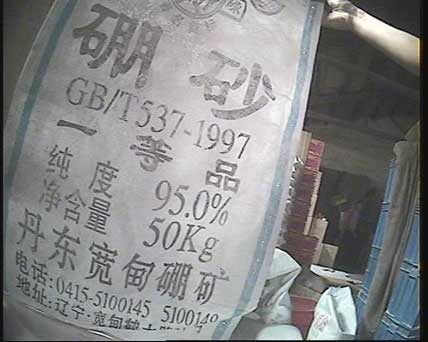 硼砂
GB/T537-1997
一等品
纯度 95.0%
净含量 50Kg
丹东宽甸硼矿
电话:0415-5100145 5100148
地址:辽宁·宽甸